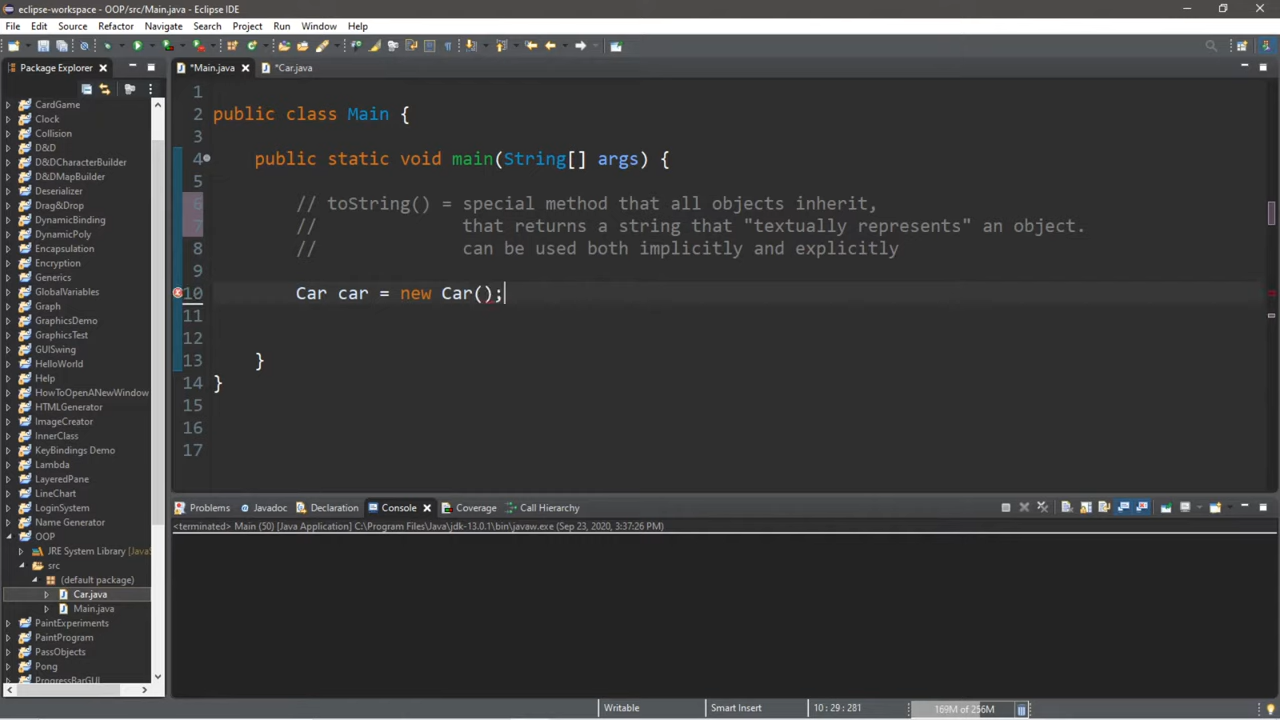 eclipse-workspace - OOP/src/Main.java - Eclipse IDE
File Edit Source Refactor Navigate Search Project Run Window Help
Package Explorer
*Main.java
*Car.java
CardGame
Clock
Collision
D&D
D&DCharacterBuilder
D&DMapBuilder
Deserializer
Drag&Drop
DynamicBinding
DynamicPoly
Encapsulation
Encryption
Generics
GlobalVariables
Graph
GraphicsDemo
GraphicsTest
GUISwing
HelloWorld
Help
HowToOpenANewWindow
HTMLGenerator
ImageCreator
InnerClass
KeyBindings Demo
Lambda
LayeredPane
LineChart
LoginSystem
Name Generator
OOP
JRE System Library [JavaS
src
(default package)
Car.java
Main.java
PaintExperiments
PaintProgram
PassObjects
Pong
ProgressBarGUI
1
2 public class Main {
3
4 public static void main(String[] args) {
5
6 // toString() = special method that all objects inherit,
7 // that returns a string that "textually represents" an object.
8 // can be used both implicitly and explicitly
9
10 Car car = new Car();
11
12
13 }
14 }
15
16
17
Problems Javadoc Declaration Console Coverage Call Hierarchy
<terminated> Main (50) [Java Application] C:\Program Files\Java\jdk-13.0.1\bin\javaw.exe (Sep 23, 2020, 3:37:26 PM)
Writable Smart Insert 10 : 29 : 281 169M of 256M